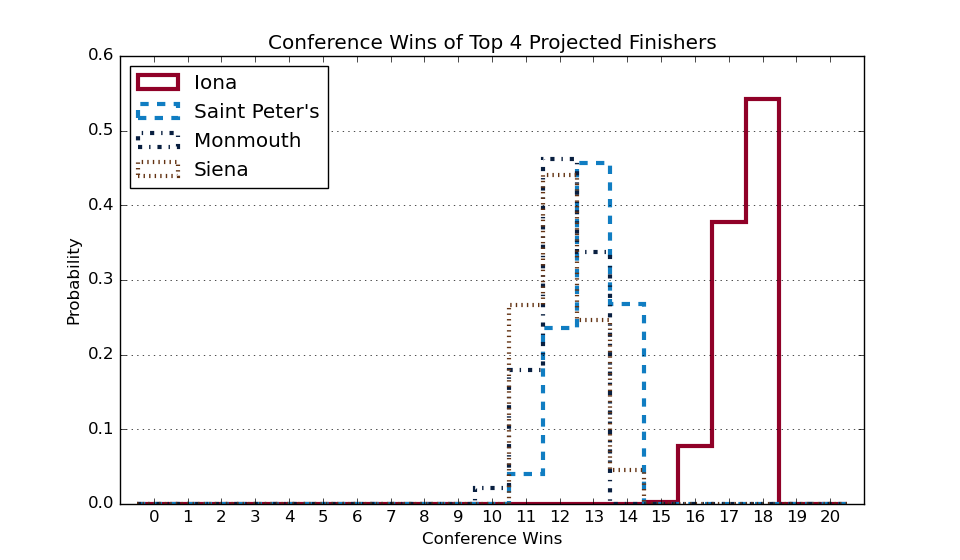 Conference Wins of Top 4 Projected Finishers
0.6
Iona
Saint Peter's
Monmouth
Siena
0.5
0.4
0.3
0.2
0.1
0.0
Probability
0 1 2 3 4 5 6 7 8 9 10 11 12 13 14 15 16 17 18 19 20
Conference Wins